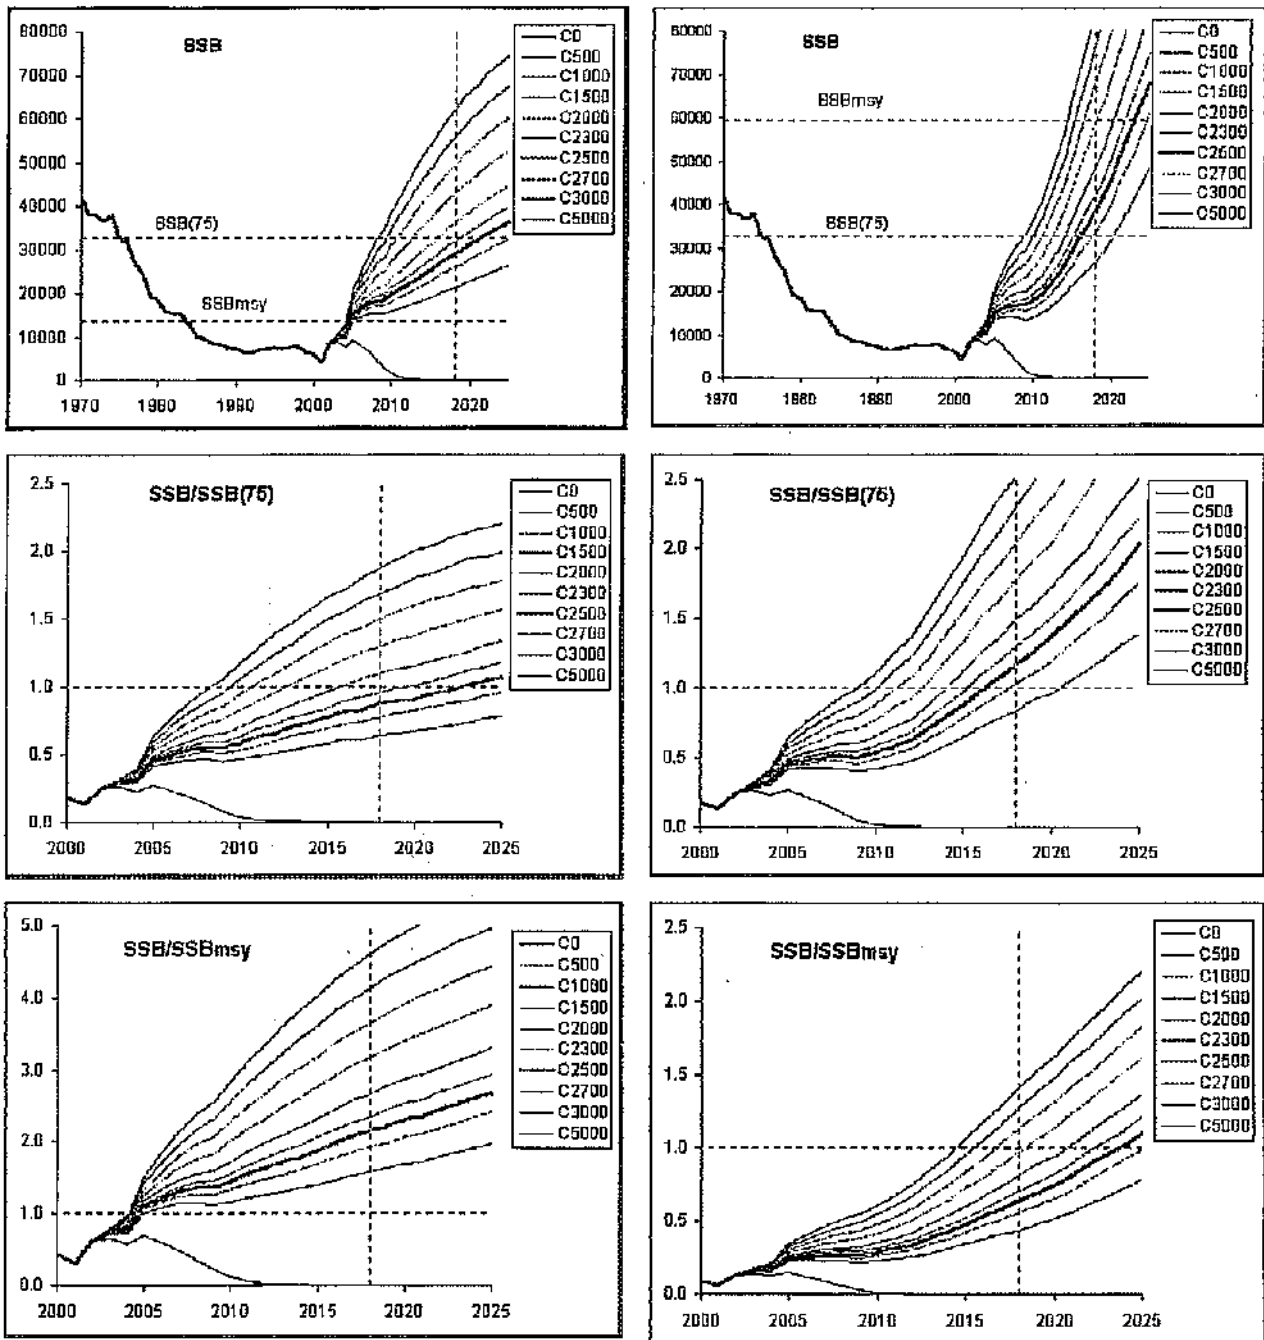 SSB
80000
70000
60000
50000
40000
30000
20000
10000
0
SSB(75)
SSBmsy
1970 1980 1990 2000 2010 2020
C0
C500
C1000
C1500
C2000
C2300
C2500
C2700
C3000
C5000
SSB
80000
70000
60000
50000
40000
30000
20000
10000
0
SSBmsy
SSB(75)
1970 1980 1990 2000 2010 2020
C0
C500
C1000
C1500
C2000
C2300
C2500
C2700
C3000
C5000
SSB/SSB(75)
2.5
2.0
1.5
1.0
0.5
0.0
2000 2005 2010 2015 2020 2025
C0
C500
C1000
C1500
C2000
C2300
C2500
C2700
C3000
C5000
SSB/SSB(75)
2.5
2.0
1.5
1.0
0.5
0.0
2000 2005 2010 2015 2020 2025
C0
C500
C1000
C1500
C2000
C2300
C2500
C2700
C3000
C5000
SSB/SSBmsy
5.0
4.0
3.0
2.0
1.0
0.0
2000 2005 2010 2015 2020 2025
C0
C500
C1000
C1500
C2000
C2300
C2500
C2700
C3000
C5000
SSB/SSBmsy
2.5
2.0
1.5
1.0
0.5
0.0
2000 2005 2010 2015 2020 2025
C0
C500
C1000
C1500
C2000
C2300
C2500
C2700
C3000
C5000